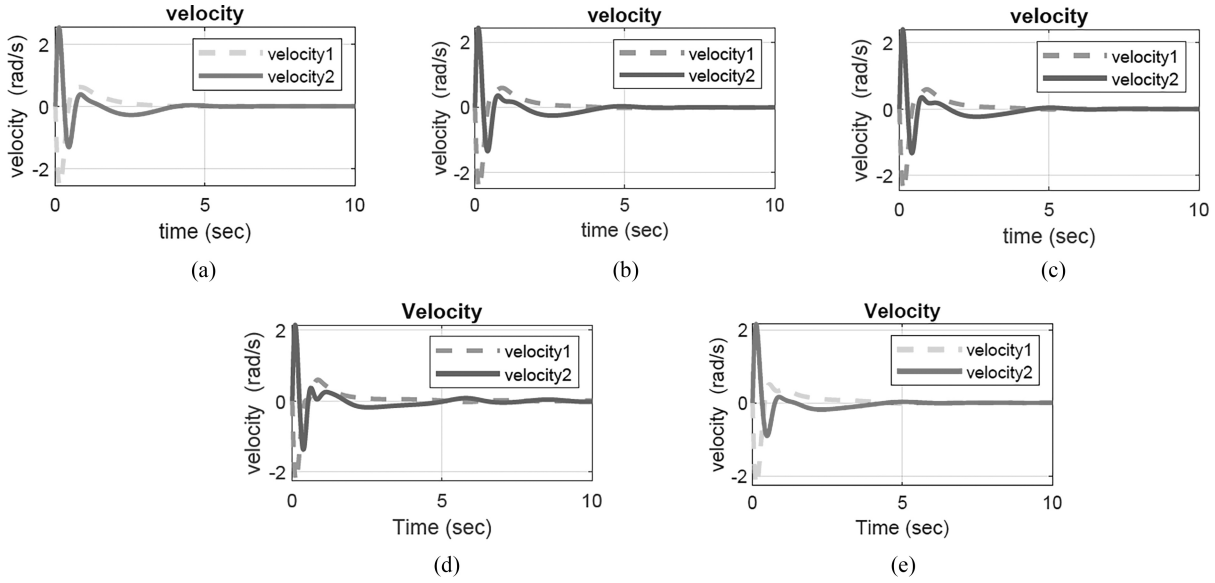 velocity
velocity (rad/s)
2
0
-2
velocity1
velocity2
0 5 10
time (sec)
(a)
velocity
velocity (rad/s)
2
0
-2
velocity1
velocity2
0 5 10
time (sec)
(b)
velocity
velocity (rad/s)
2
0
-2
velocity1
velocity2
0 5 10
time (sec)
(c)
Velocity
velocity (rad/s)
2
0
-2
velocity1
velocity2
0 5 10
Time (sec)
(d)
Velocity
velocity (rad/s)
2
0
-2
velocity1
velocity2
0 5 10
Time (sec)
(e)